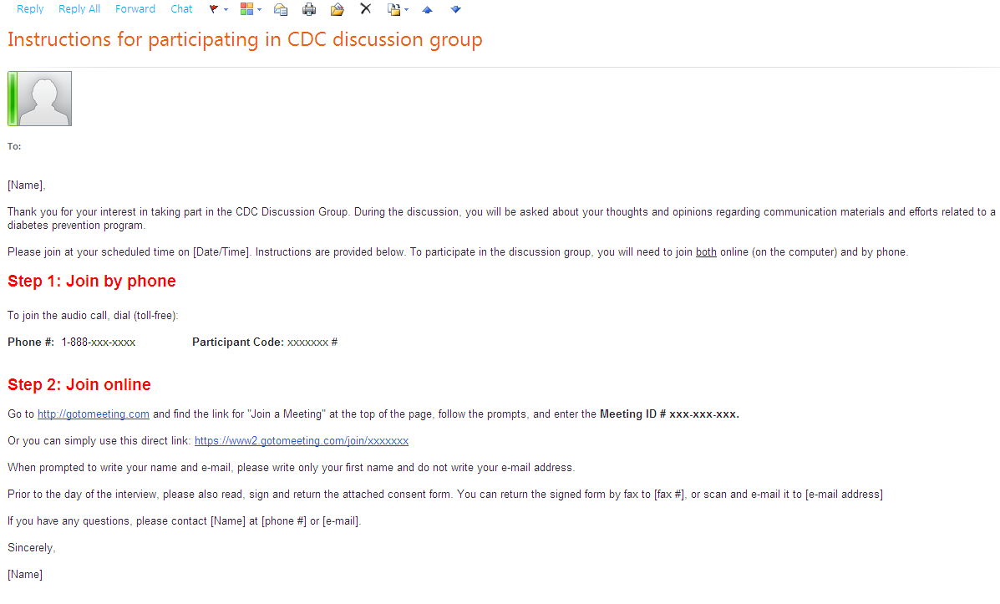 Reply Reply All Forward Chat
Instructions for participating in CDC discussion group
To:
[Name],
Thank you for your interest in taking part in the CDC Discussion Group. During the discussion, you will be asked about your thoughts and opinions regarding communication materials and efforts related to a
diabetes prevention program.
Please join at your scheduled time on [Date/Time]. Instructions are provided below. To participate in the discussion group, you will need to join both online (on the computer) and by phone.
Step 1: Join by phone
To join the audio call, dial (toll-free):
Phone #: 1-888-xxx-xxxx Participant Code: xxxxxxx #
Step 2: Join online
Go to http://gotomeeting.com and find the link for "Join a Meeting" at the top of the page, follow the prompts, and enter the Meeting ID # xxx-xxx-xxx.
Or you can simply use this direct link: https://www2.gotomeeting.com/join/xxxxxxx
When prompted to write your name and e-mail, please write only your first name and do not write your e-mail address.
Prior to the day of the interview, please also read, sign and return the attached consent form. You can return the signed form by fax to [fax #], or scan and e-mail it to [e-mail address]
If you have any questions, please contact [Name] at [phone #] or [e-mail].
Sincerely,
[Name]